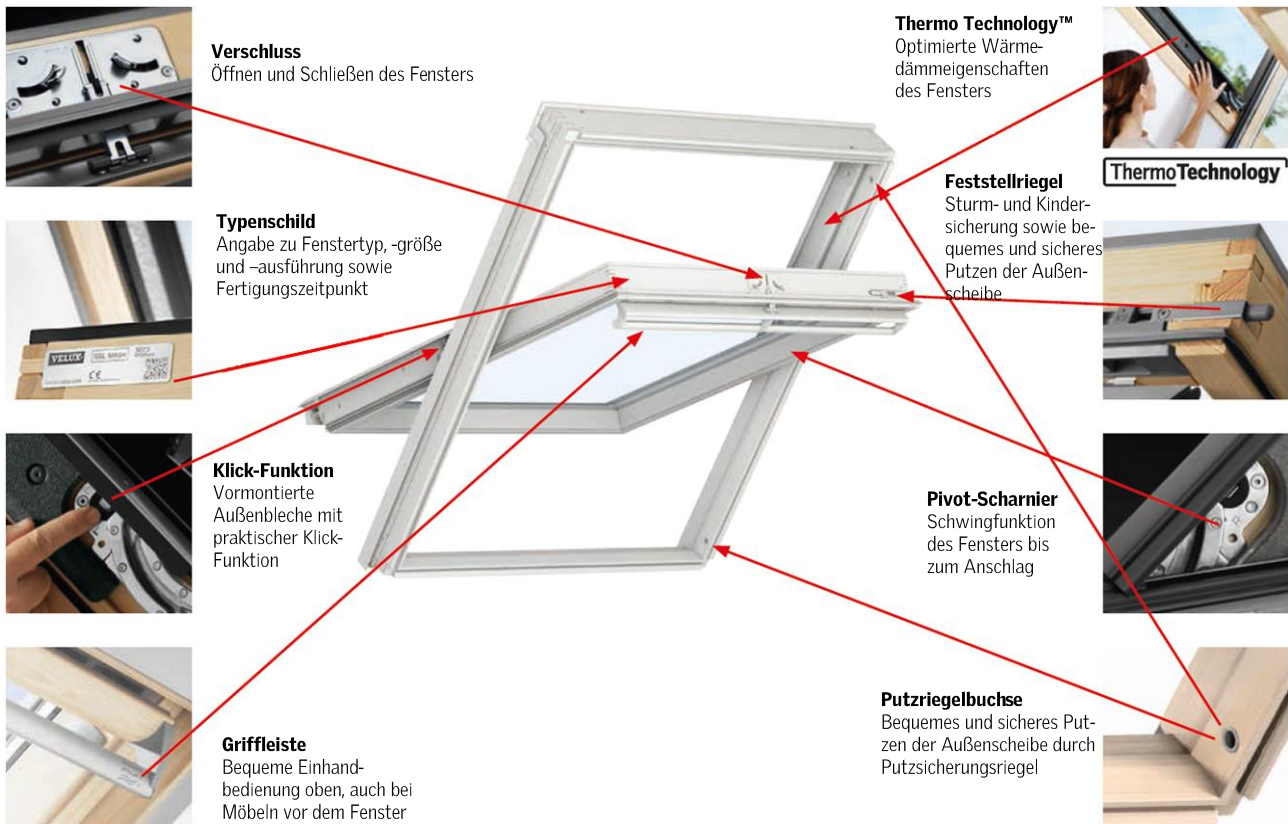 Verschluss
Öffnen und Schließen des Fensters
Typenschild
Angabe zu Fenstertyp, -größe
und –ausführung sowie
Fertigungszeitpunkt
VELUX
Klick-Funktion
Vormontierte
Außenbleche mit
praktischer Klick-
Funktion
Griffleiste
Bequeme Einhand-
bedienung oben, auch bei
Möbeln vor dem Fenster
Thermo Technology™
Optimierte Wärme-
dämmeigenschaften
des Fensters
ThermoTechnology
Feststellriegel
Sturm- und Kinder-
sicherung sowie be-
quemes und sicheres
Putzen der Außen-
scheibe
Pivot-Scharnier
Schwingfunktion
des Fensters bis
zum Anschlag
Putzriegelbuchse
Bequemes und sicheres Put-
zen der Außenscheibe durch
Putzsicherungsriegel